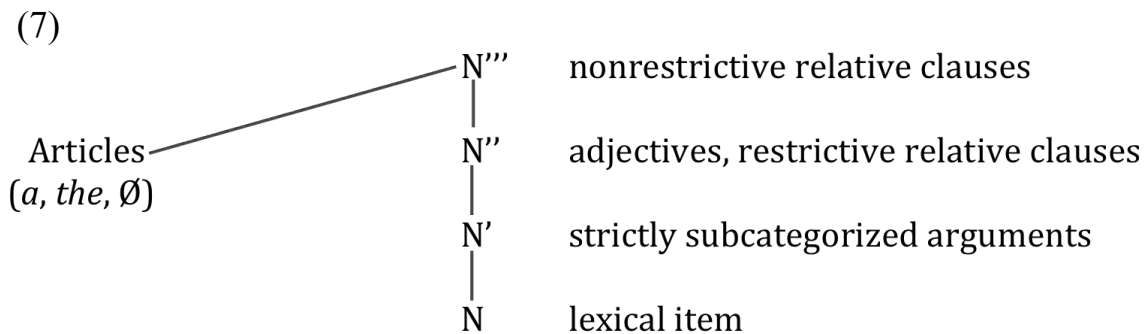 (7)
N’’’ nonrestrictive relative clauses
Articles N’’ adjectives, restrictive relative clauses
(a, the, Ø)
N’ strictly subcategorized arguments
N lexical item